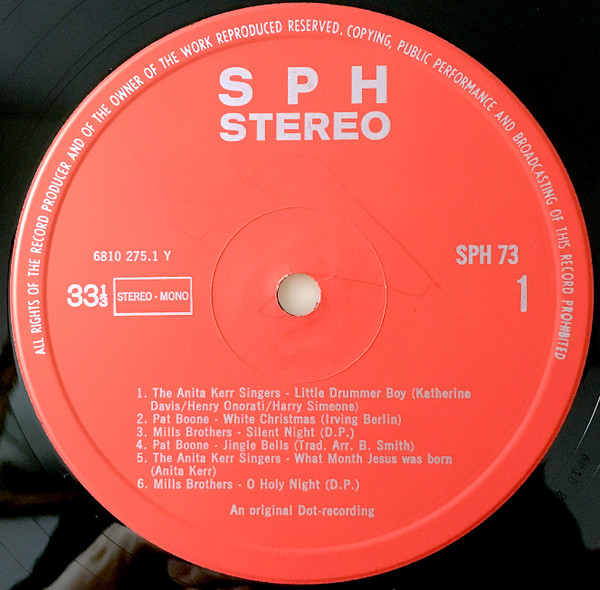 ALL RIGHTS OF THE RECORD PRODUCER AND OF THE OWNER OF THE WORK REPRODUCED RESERVED. COPYING, PUBLIC PERFORMANCE AND BROADCASTING OF THIS RECORD PROHIBITED
SPH
STEREO
6810 275.1 Y
SPH 73
33 1/3
STEREO - MONO
1
1. The Anita Kerr Singers - Little Drummer Boy (Katherine
Davis/Henry Onorati/Harry Simeone)
2. Pat Boone - White Christmas (Irving Berlin)
3. Mills Brothers - Silent Night (D.P.)
4. Pat Boone - Jingle Bells (Trad. Arr. B. Smith)
5. The Anita Kerr Singers - What Month Jesus was born
(Anita Kerr)
6. Mills Brothers - O Holy Night (D.P.)
An original Dot-recording